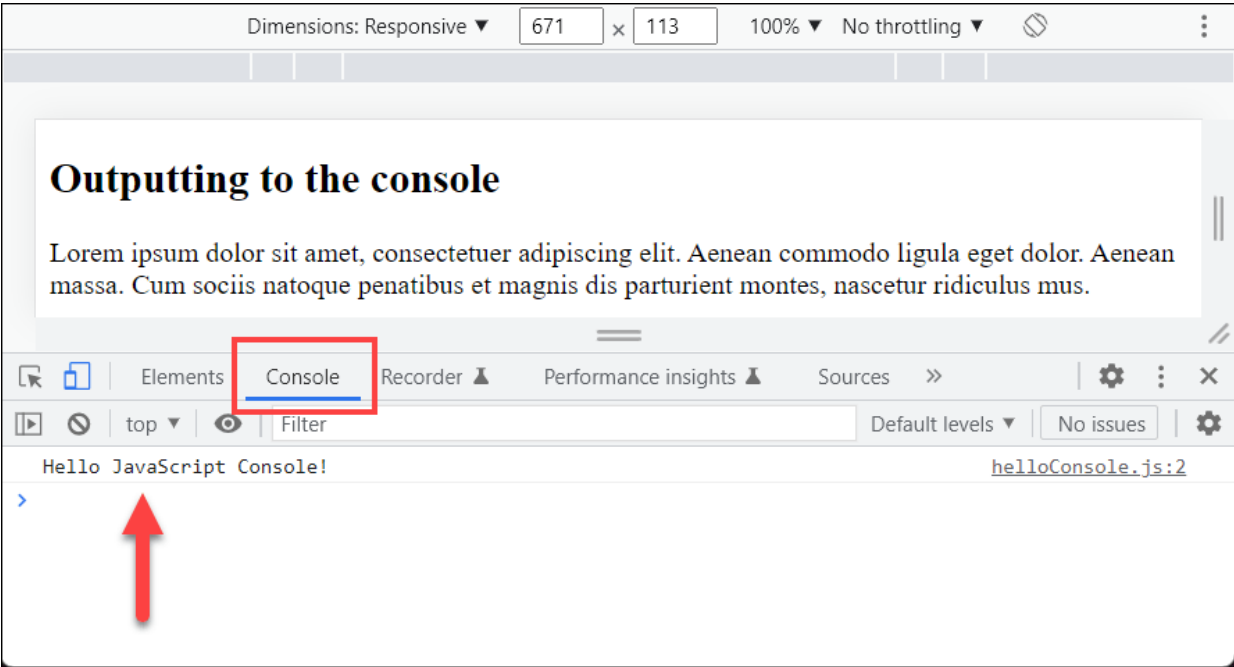 Dimensions: Responsive ▼ 671 × 113 100% ▼ No throttling ▼
Outputting to the console
Lorem ipsum dolor sit amet, consectetuer adipiscing elit. Aenean commodo ligula eget dolor. Aenean
massa. Cum sociis natoque penatibus et magnis dis parturient montes, nascetur ridiculus mus.
Elements Console Recorder Performance insights Sources »
top ▼ Filter Default levels ▼ No issues
Hello JavaScript Console! helloConsole.js:2